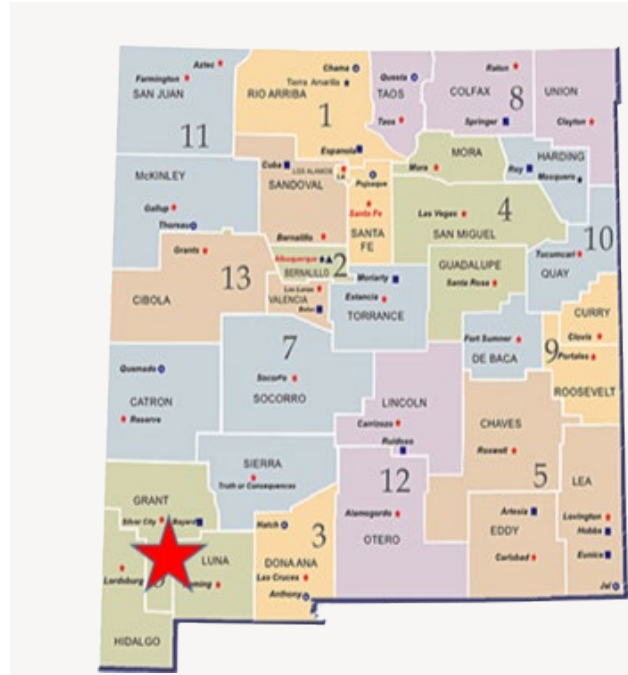 Aztec
Farmington
SAN JUAN
11
Chama
Tierra Amarilla
RIO ARRIBA
1
Espanola
Questa
TAOS
Taos
Raton
COLFAX
8
Springer
UNION
Clayton
McKINLEY
Gallup
Thoreau
Cuba
LOS ALAMOS
LA
SANDOVAL
Bernalillo
Pojoaque
Santa Fe
SANTA
FE
MORA
Mora
HARDING
Roy
Mosquero
Las Vegas
4
SAN MIGUEL
10
Tucumcari
QUAY
Grants
13
CIBOLA
Albuquerque
BERNALILLO
2
Los Lunas
VALENCIA
Belen
Moriarty
Estancia
TORRANCE
GUADALUPE
Santa Rosa
CURRY
Clovis
9
Portales
ROOSEVELT
Fort Sumner
DE BACA
Quemado
CATRON
Reserve
7
Socorro
SOCORRO
LINCOLN
Carrizozo
Ruidoso
CHAVES
Roswell
5
LEA
Lovington
Hobbs
Eunice
Jal
SIERRA
Truth or Consequences
12
Alamogordo
OTERO
Artesia
EDDY
Carlsbad
GRANT
Silver City
Bayard
Lordsburg
LUNA
HIDALGO
Hatch
3
DONA ANA
Las Cruces
Anthony